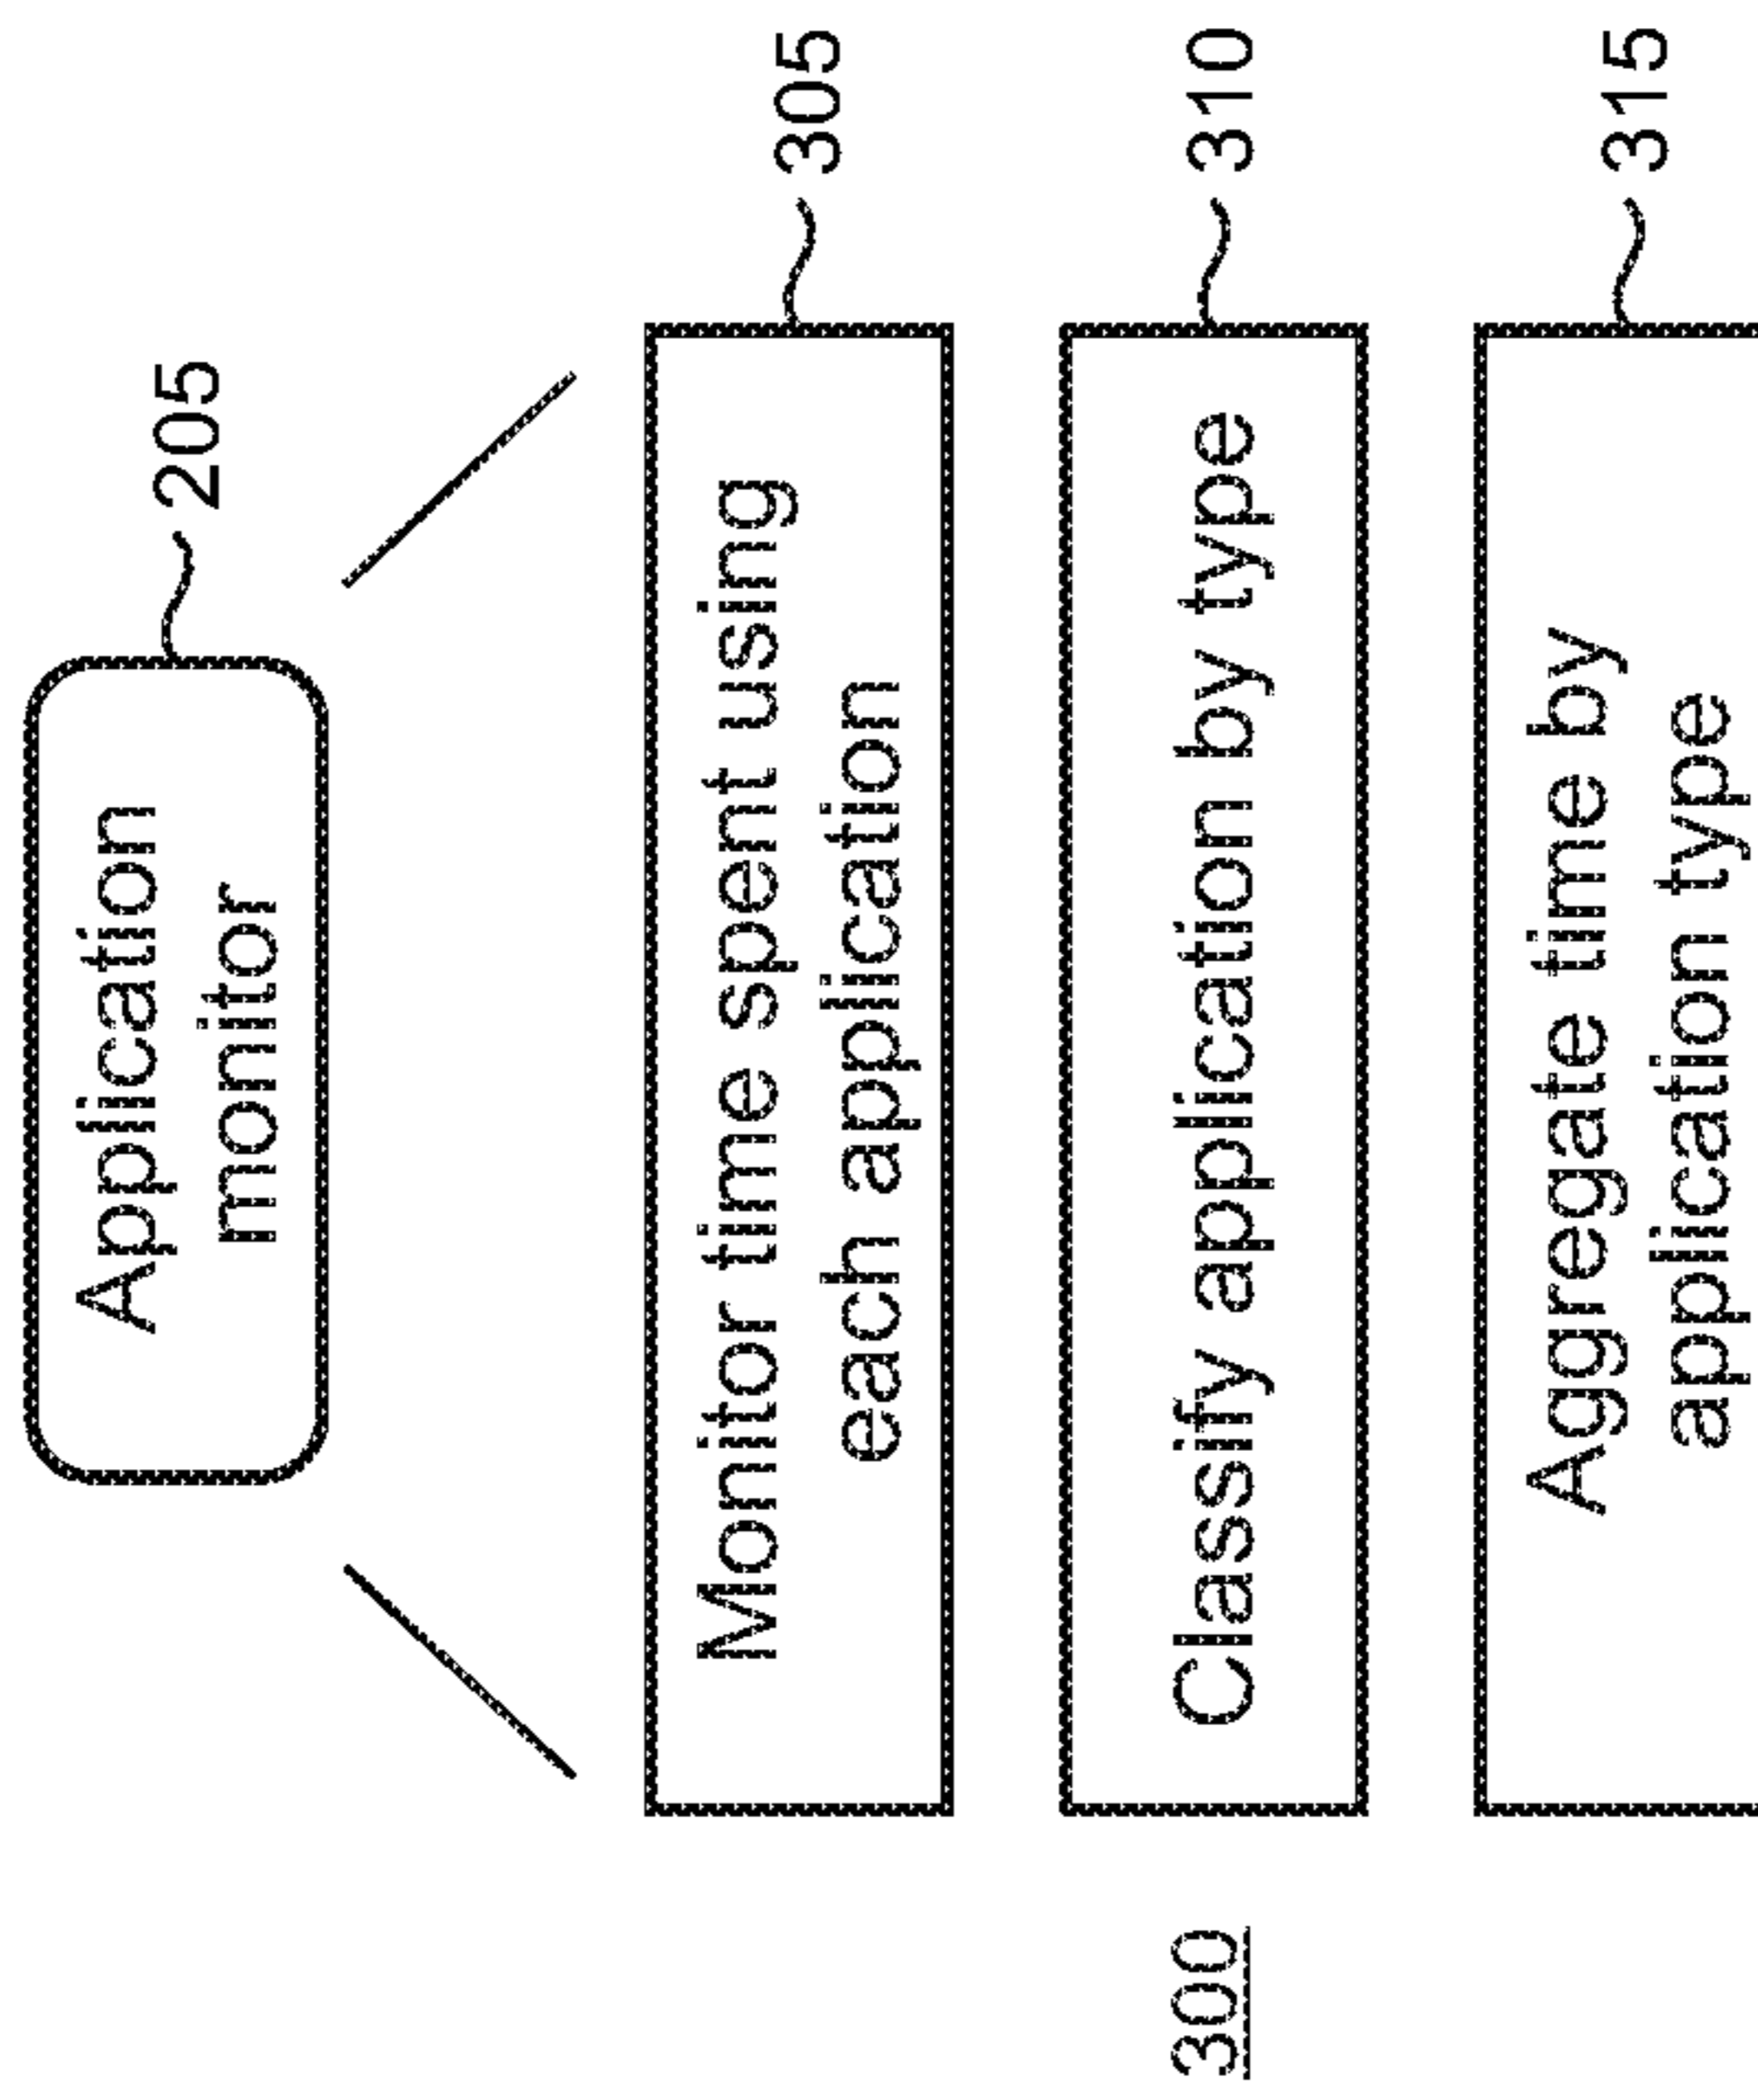 Application
monitor
205
Monitor time spent using
each application
305
Classify application by type
310
Aggregate time by
application type
315
300